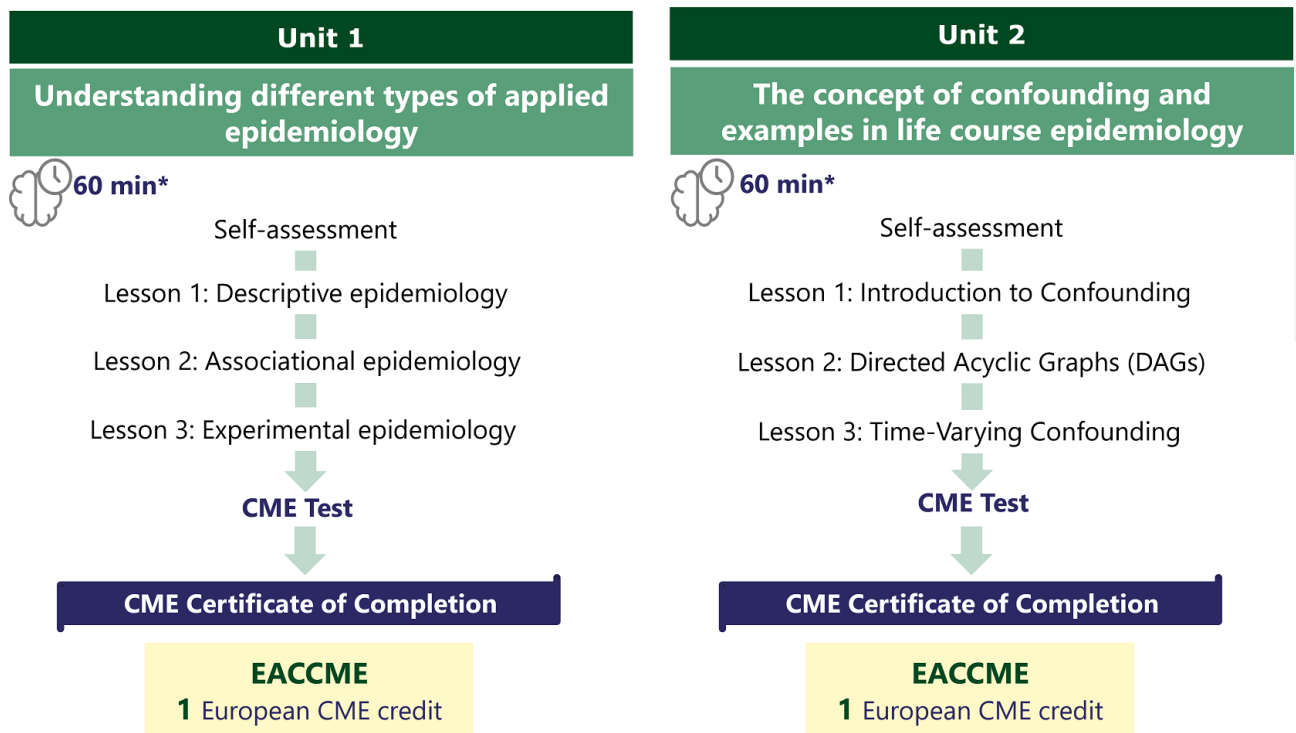 Unit 1
Understanding different types of applied
epidemiology
60 min*
Self-assessment
Lesson 1: Descriptive epidemiology
Lesson 2: Associational epidemiology
Lesson 3: Experimental epidemiology
CME Test
CME Certificate of Completion
EACCME
1 European CME credit
Unit 2
The concept of confounding and
examples in life course epidemiology
60 min*
Self-assessment
Lesson 1: Introduction to Confounding
Lesson 2: Directed Acyclic Graphs (DAGs)
Lesson 3: Time-Varying Confounding
CME Test
CME Certificate of Completion
EACCME
1 European CME credit